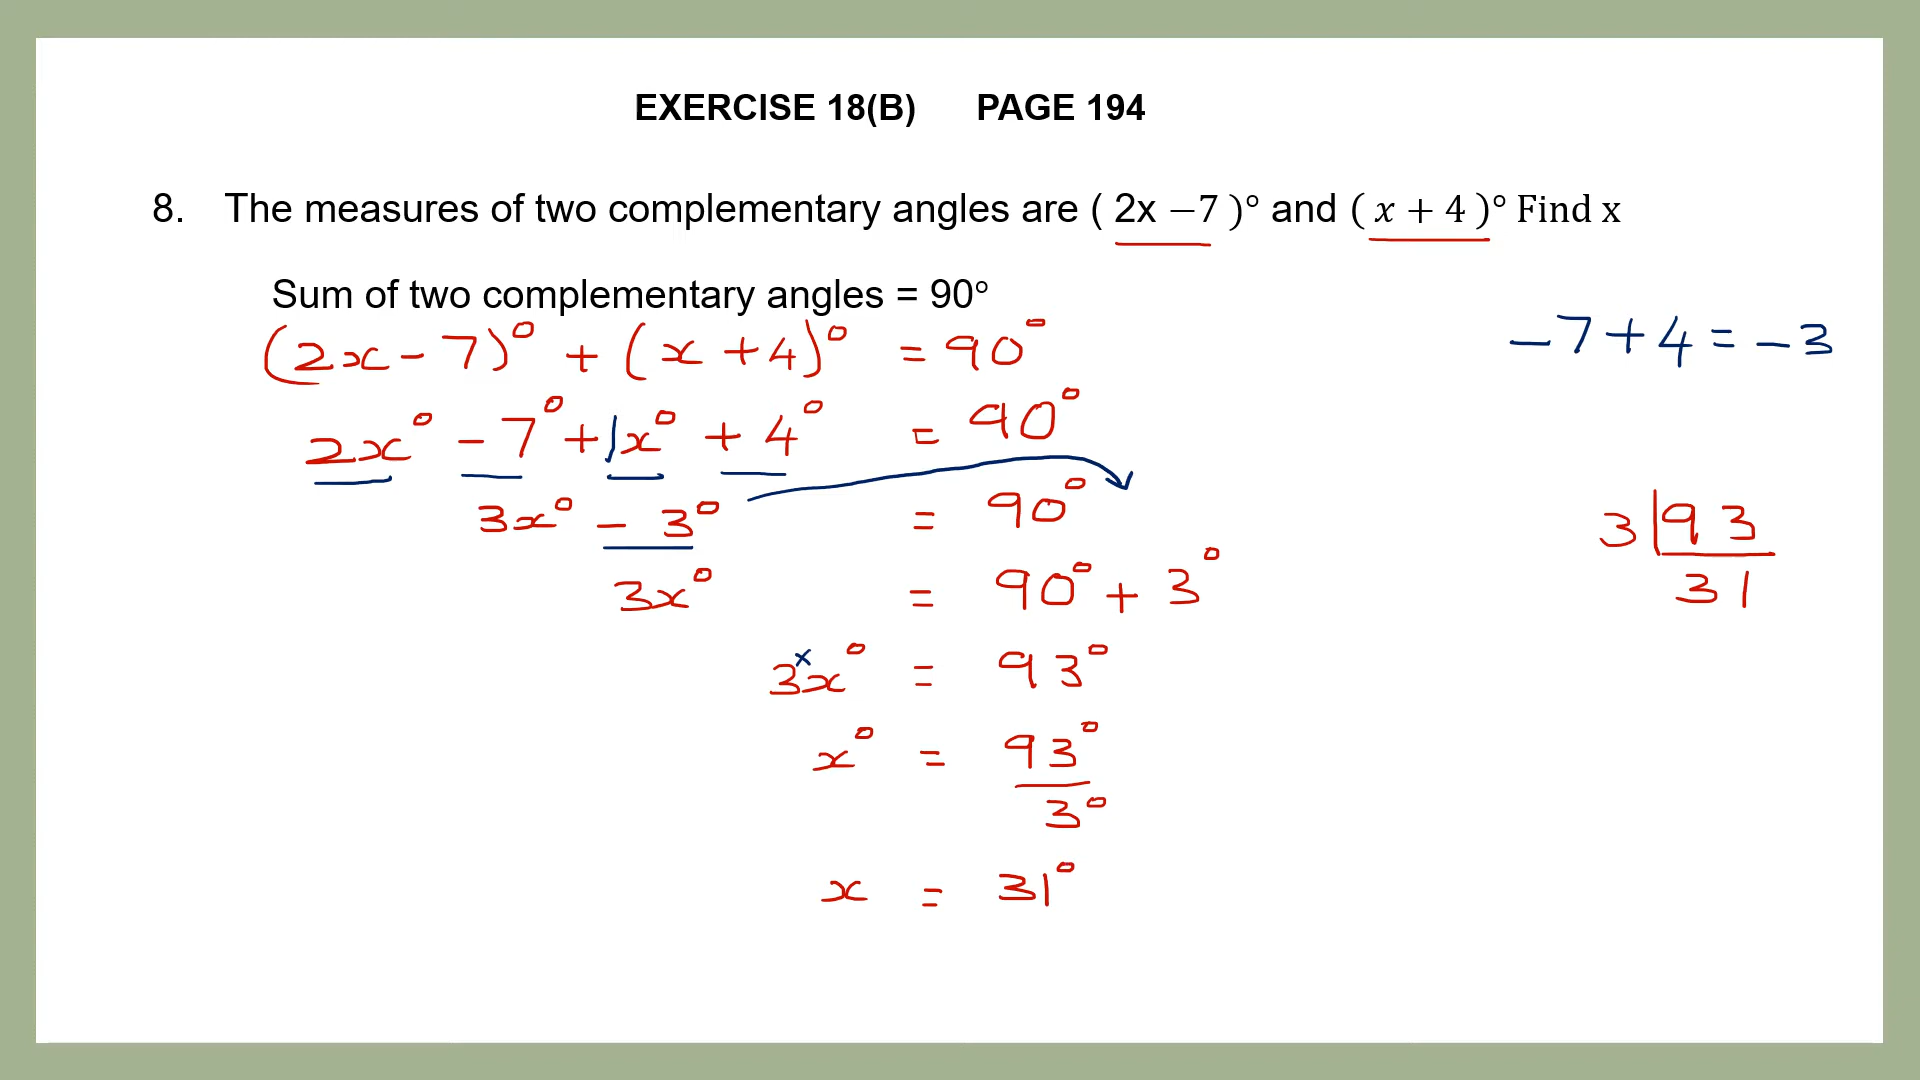 EXERCISE 18(B) PAGE 194
8. The measures of two complementary angles are ( 2x −7 )° and ( x + 4 )° Find x
Sum of two complementary angles = 90°
(2x − 7)° + (x + 4)° = 90°
−7 + 4 = −3
2x° − 7° + 1x° + 4° = 90°
3x° − 3° = 90°
3 | 93
31
3x° = 90° + 3°
3ˣx° = 93°
x° = 93°
3°
x = 31°